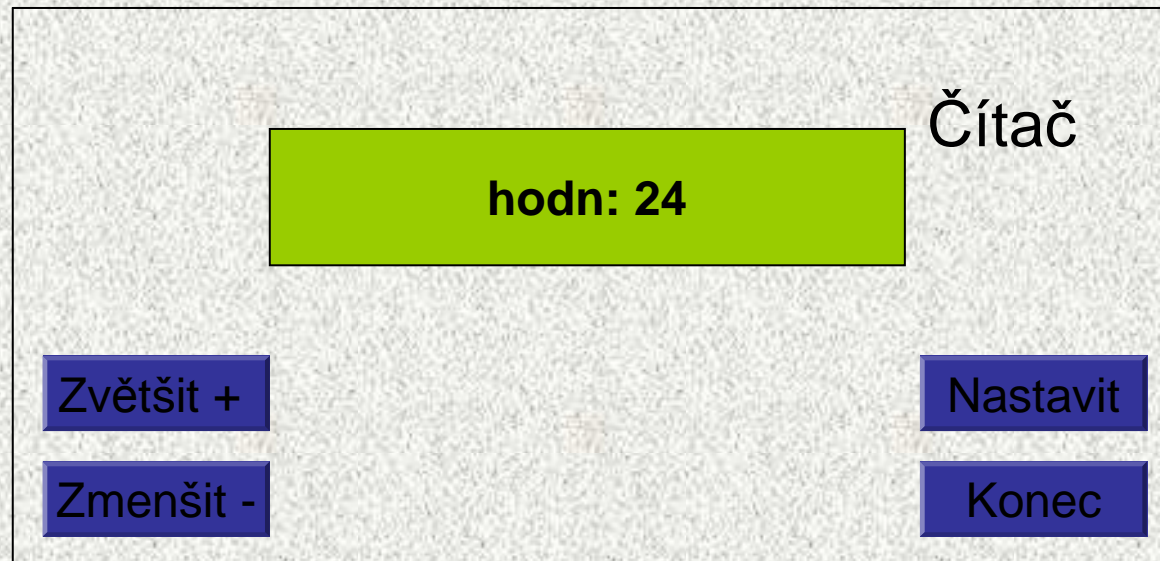 Čítač
hodn: 24
Zvětšit +
Nastavit
Zmenšit -
Konec